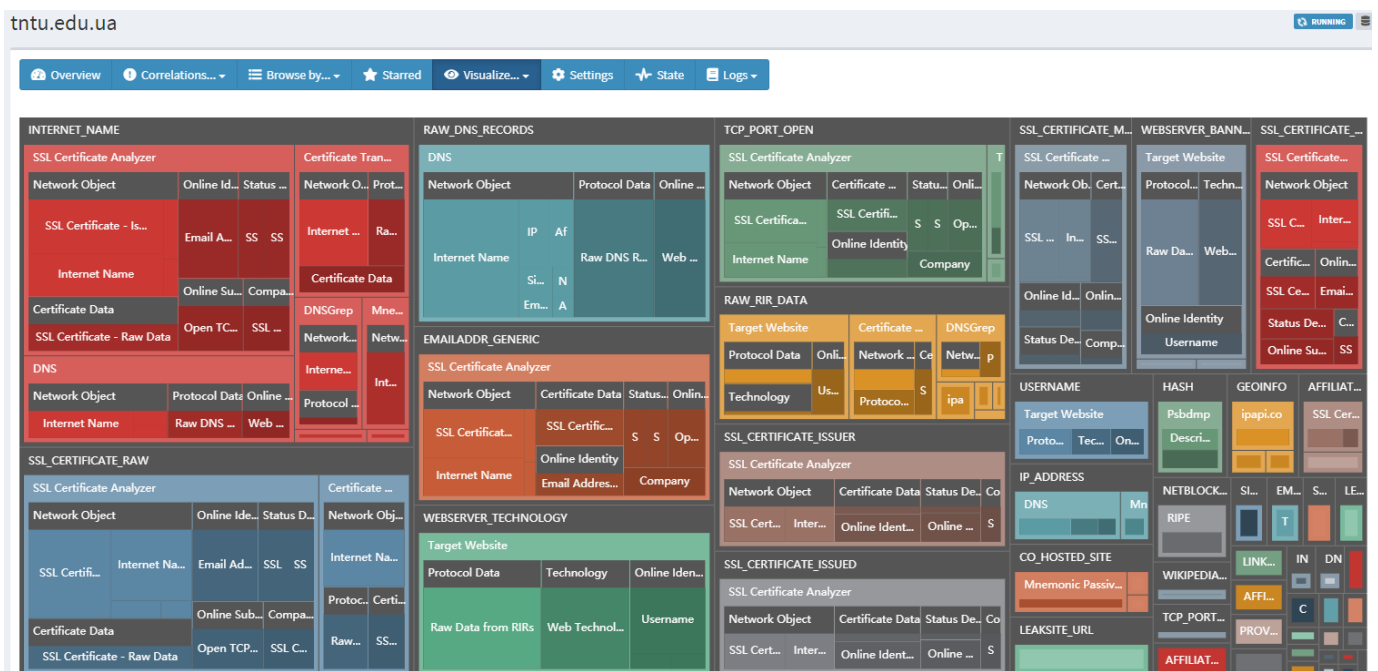 tntu.edu.ua
RUNNING
Overview Correlations... Browse by... Starred Visualize... Settings State Logs
INTERNET_NAME
SSL Certificate Analyzer
Network Object Online Id... Status ...
SSL Certificate - Is...
Email A... SS SS
Internet Name
Online Su... Compa...
Certificate Data
Open TC... SSL ...
SSL Certificate - Raw Data
Certificate Tran...
Network O... Prot...
Internet ... Ra...
Certificate Data
DNS
Network Object Protocol Data Online ...
Internet Name Raw DNS ... Web ...
DNSGrep Mne...
Network... Netw...
Interne... Int...
Protocol ...
SSL_CERTIFICATE_RAW
SSL Certificate Analyzer
Network Object Online Ide... Status D...
SSL Certifi... Internet Na... Email Ad... SSL SS
Online Sub... Compa...
Certificate Data
Open TCP... SSL C...
SSL Certificate - Raw Data
Certificate ...
Network Obj...
Internet Na...
Protoc... Certi...
Raw... SS...
RAW_DNS_RECORDS
DNS
Network Object Protocol Data Online ...
Internet Name IP Af Raw DNS R... Web ...
Si... N
Em... A
EMAILADDR_GENERIC
SSL Certificate Analyzer
Network Object Certificate Data Status... Onlin...
SSL Certificat... SSL Certific... S S Op...
Online Identity
Internet Name Email Addres... Company
WEBSERVER_TECHNOLOGY
Target Website
Protocol Data Technology Online Iden...
Raw Data from RIRs Web Technol... Username
TCP_PORT_OPEN
SSL Certificate Analyzer T
Network Object Certificate ... Statu... Onli...
SSL Certifica... SSL Certifi... S S Op...
Online Identity
Internet Name Company
RAW_RIR_DATA
Target Website Certificate ... DNSGrep
Protocol Data Onli... Network ... Ce Netw... P
Technology Us... Protoco... S ipa
SSL_CERTIFICATE_ISSUER
SSL Certificate Analyzer
Network Object Certificate Data Status De... Co
SSL Cert... Inter... Online Ident... Online ... S
SSL_CERTIFICATE_ISSUED
SSL Certificate Analyzer
Network Object Certificate Data Status De... Co
SSL Cert... Inter... Online Ident... Online ... S
SSL_CERTIFICATE_M...
SSL Certificate ...
Network Ob... Cert...
SSL ... In... SS...
Online Id... Onlin...
Status De... Comp...
WEBSERVER_BANN...
Target Website
Protocol... Techn...
Raw Da... Web...
Online Identity
Username
SSL_CERTIFICATE_...
SSL Certificate...
Network Object
SSL C... Inter...
Certific... Onlin...
SSL Ce... Emai...
Status De... C...
Online Su... SS
USERNAME
Target Website
Proto... Tec... On...
HASH
Psbdmp
Descri...
GEOINFO
ipapi.co
AFFILIAT...
SSL Cer...
IP_ADDRESS
DNS Mn
NETBLOCK... SI... EM... S... LE...
RIPE T
CO_HOSTED_SITE
Mnemonic Passiv...
WIKIPEDIA...
LINK... IN DN
AFFI... C
TCP_PORT...
PROV...
LEAKSITE_URL
AFFILIAT...